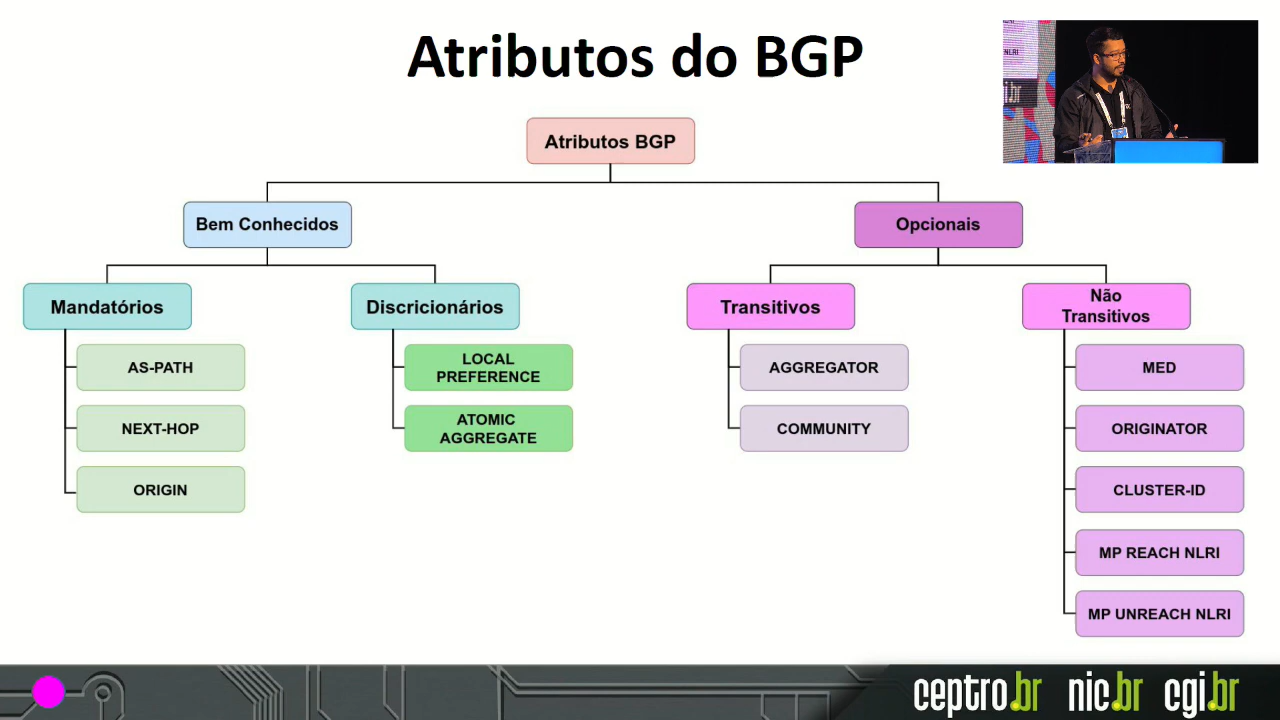 Atributos do BGP
NLRI
Atributos BGP
Bem Conhecidos
Opcionais
Mandatórios
Discricionários
Transitivos
Não
Transitivos
AS-PATH
NEXT-HOP
ORIGIN
LOCAL
PREFERENCE
ATOMIC
AGGREGATE
AGGREGATOR
COMMUNITY
MED
ORIGINATOR
CLUSTER-ID
MP REACH NLRI
MP UNREACH NLRI
ceptro.br nic.br cgi.br